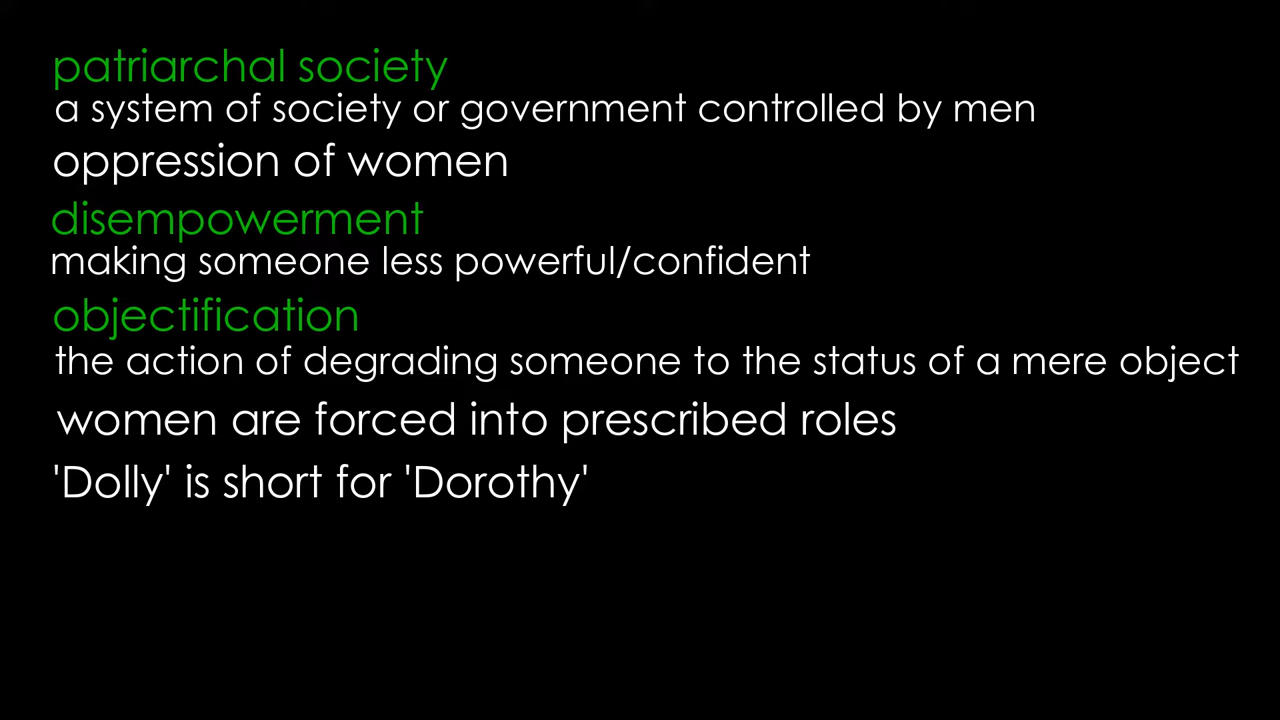 patriarchal society
a system of society or government controlled by men
oppression of women
disempowerment
making someone less powerful/confident
objectification
the action of degrading someone to the status of a mere object
women are forced into prescribed roles
'Dolly' is short for 'Dorothy'